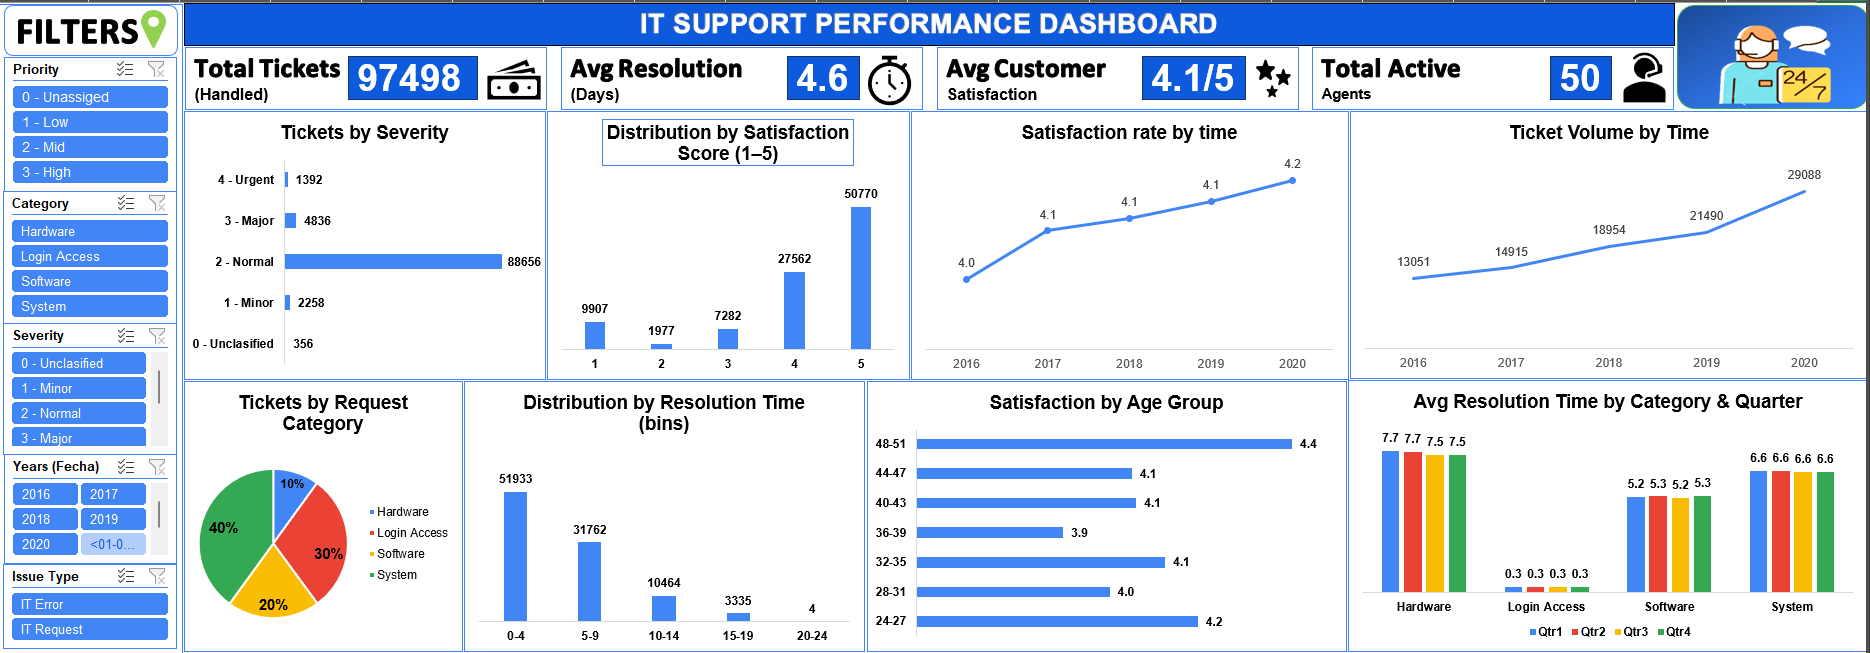 FILTERS
IT SUPPORT PERFORMANCE DASHBOARD
Total Tickets
(Handled)
97498
Avg Resolution
(Days)
4.6
Avg Customer
Satisfaction
4.1/5
Total Active
Agents
50
24/7
Priority
0 - Unassiged
1 - Low
2 - Mid
3 - High
Category
Hardware
Login Access
Software
System
Severity
0 - Unclasified
1 - Minor
2 - Normal
3 - Major
Years (Fecha)
2016 2017
2018 2019
2020 <01-0...
Issue Type
IT Error
IT Request
Tickets by Severity
4 - Urgent 1392
3 - Major 4836
2 - Normal 88656
1 - Minor 2258
0 - Unclasified 356
Distribution by Satisfaction
Score (1–5)
9907 1977 7282 27562 50770
1 2 3 4 5
Satisfaction rate by time
4.0 4.1 4.1 4.1 4.2
2016 2017 2018 2019 2020
Ticket Volume by Time
13051 14915 18954 21490 29088
2016 2017 2018 2019 2020
Tickets by Request
Category
10%
30%
20%
40%
Hardware
Login Access
Software
System
Distribution by Resolution Time
(bins)
51933 31762 10464 3335 4
0-4 5-9 10-14 15-19 20-24
Satisfaction by Age Group
48-51 4.4
44-47 4.1
40-43 4.1
36-39 3.9
32-35 4.1
28-31 4.0
24-27 4.2
Avg Resolution Time by Category & Quarter
7.7 7.7 7.5 7.5 0.3 0.3 0.3 0.3 5.2 5.3 5.2 5.3 6.6 6.6 6.6 6.6
Hardware Login Access Software System
Qtr1 Qtr2 Qtr3 Qtr4